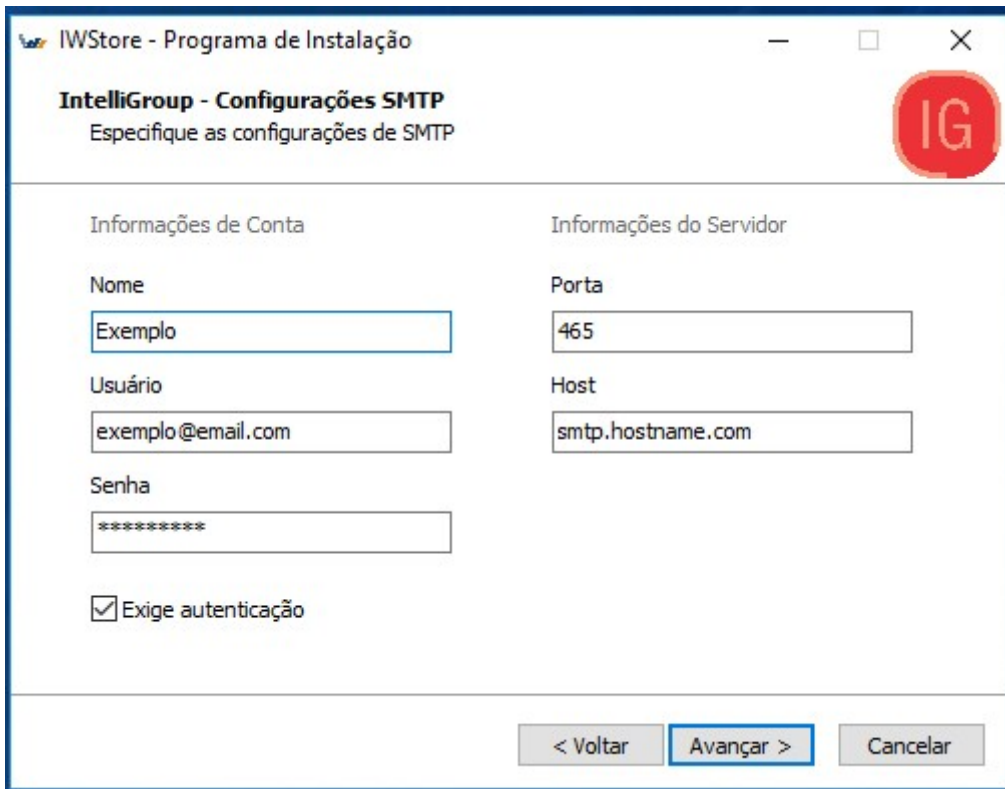 IWStore - Programa de Instalação
IntelliGroup - Configurações SMTP
Especifique as configurações de SMTP
IG
Informações de Conta
Nome
Exemplo
Usuário
exemplo@email.com
Senha
*********
Exige autenticação
Informações do Servidor
Porta
465
Host
smtp.hostname.com
< Voltar
Avançar >
Cancelar